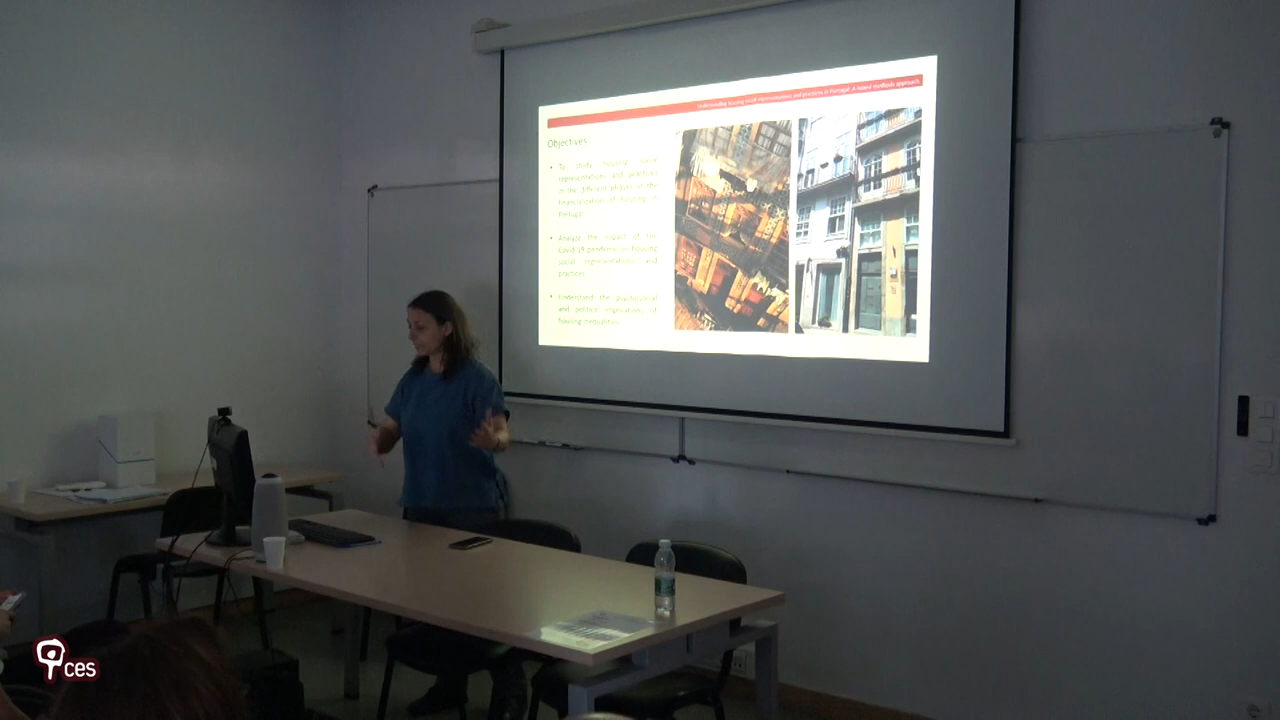 Understanding housing social representations and practices in Portugal: A mixed methods approach
Objectives
• To study housing social
representations and practices
in the different phases of the
financialization of housing in
Portugal
• Analyze the impact of the
Covid-19 pandemic on housing
social representations and
practices
• Understand the psychosocial
and political implications of
housing inequalities
ces